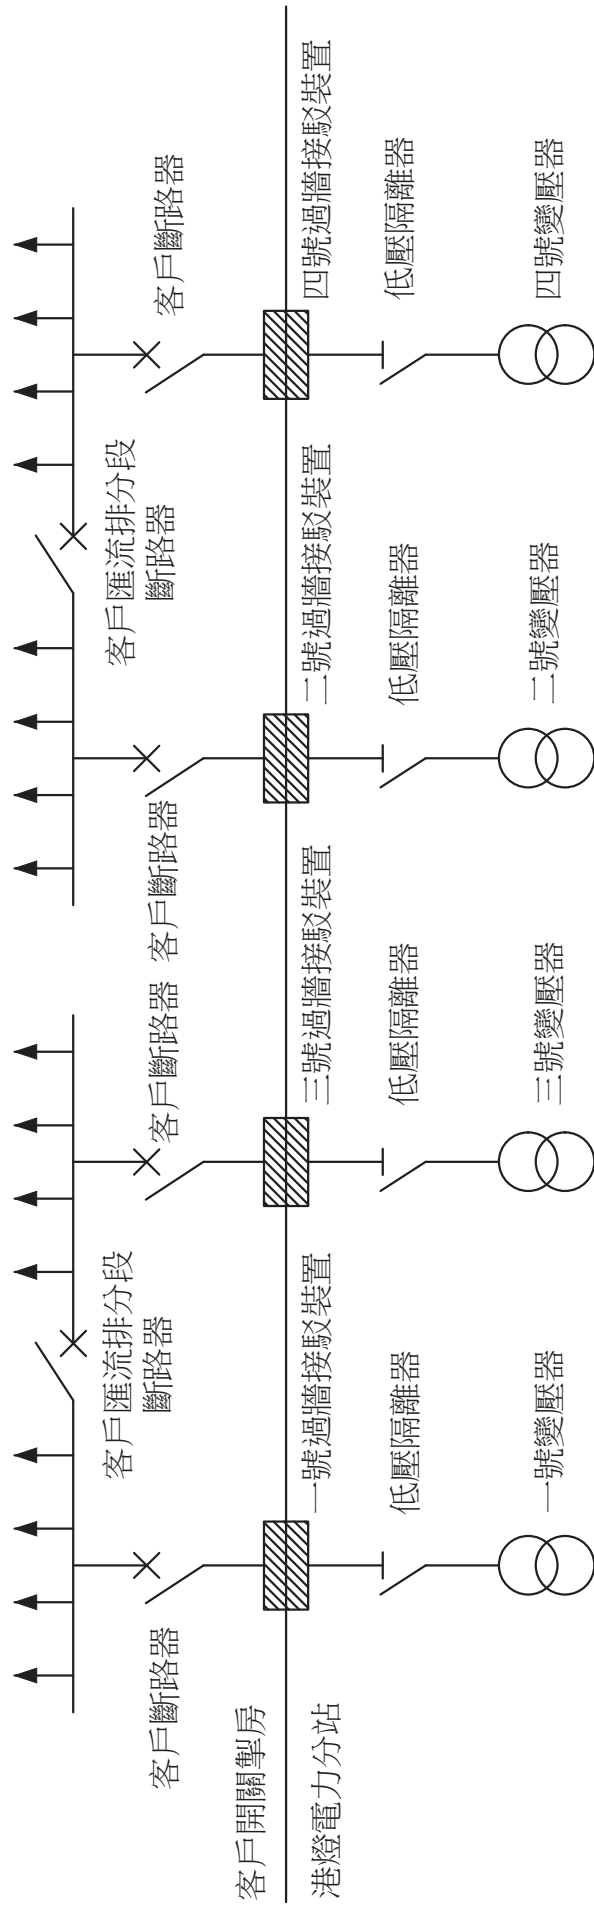 客戶斷路器
客戶匯流排分段
斷路器
客戶斷路器
客戶斷路器
客戶匯流排分段
斷路器
客戶斷路器
客戶開關掣房
港燈電力分站
一號過牆接駁裝置
三號過牆接駁裝置
二號過牆接駁裝置
四號過牆接駁裝置
低壓隔離器
低壓隔離器
低壓隔離器
低壓隔離器
一號變壓器
三號變壓器
二號變壓器
四號變壓器